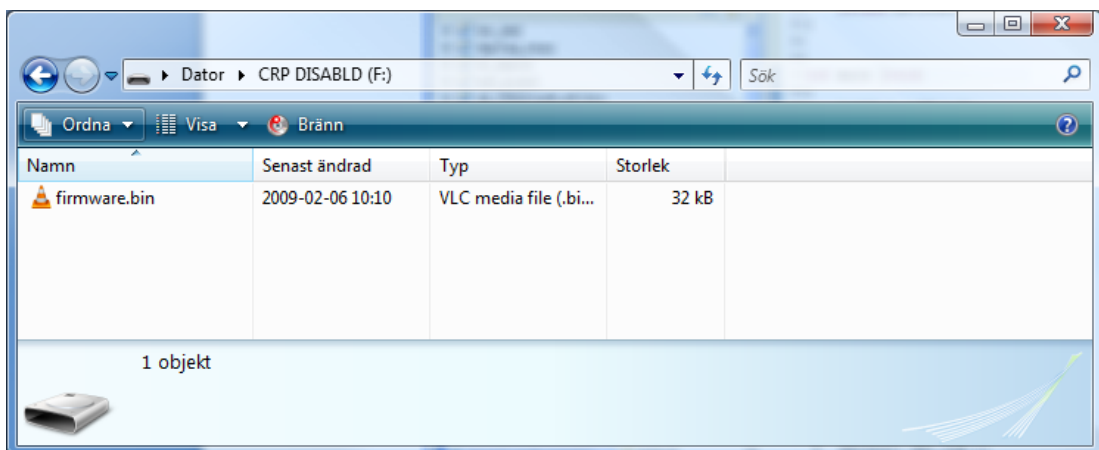 Dator CRP DISABLD (F:) Sök
Ordna Visa Bränn
Namn Senast ändrad Typ Storlek
firmware.bin 2009-02-06 10:10 VLC media file (.bi... 32 kB
1 objekt